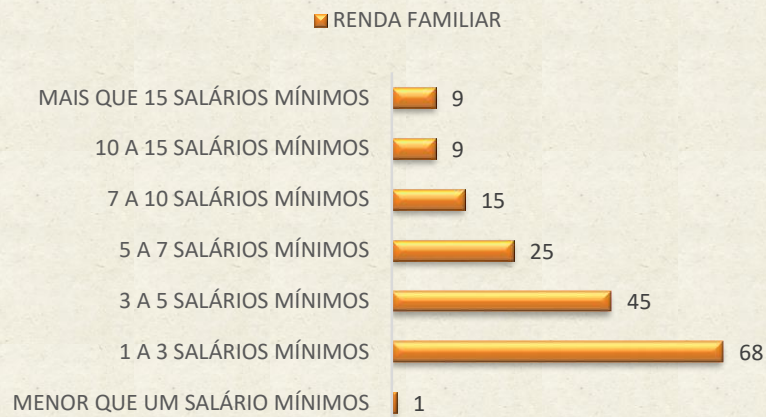 RENDA FAMILIAR
MAIS QUE 15 SALÁRIOS MÍNIMOS 9
10 A 15 SALÁRIOS MÍNIMOS 9
7 A 10 SALÁRIOS MÍNIMOS 15
5 A 7 SALÁRIOS MÍNIMOS 25
3 A 5 SALÁRIOS MÍNIMOS 45
1 A 3 SALÁRIOS MÍNIMOS 68
MENOR QUE UM SALÁRIO MÍNIMOS 1